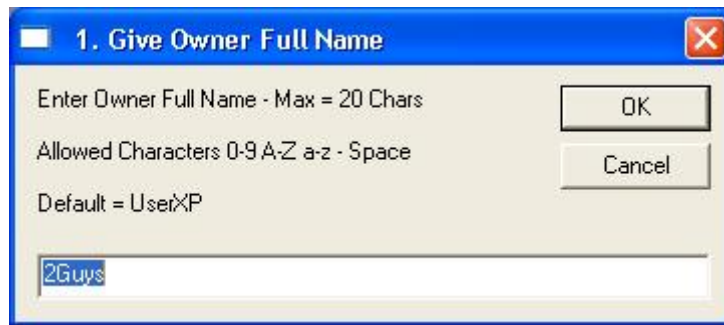 1. Give Owner Full Name
Enter Owner Full Name - Max = 20 Chars
OK
Allowed Characters 0-9 A-Z a-z - Space
Cancel
Default = UserXP
2Guys